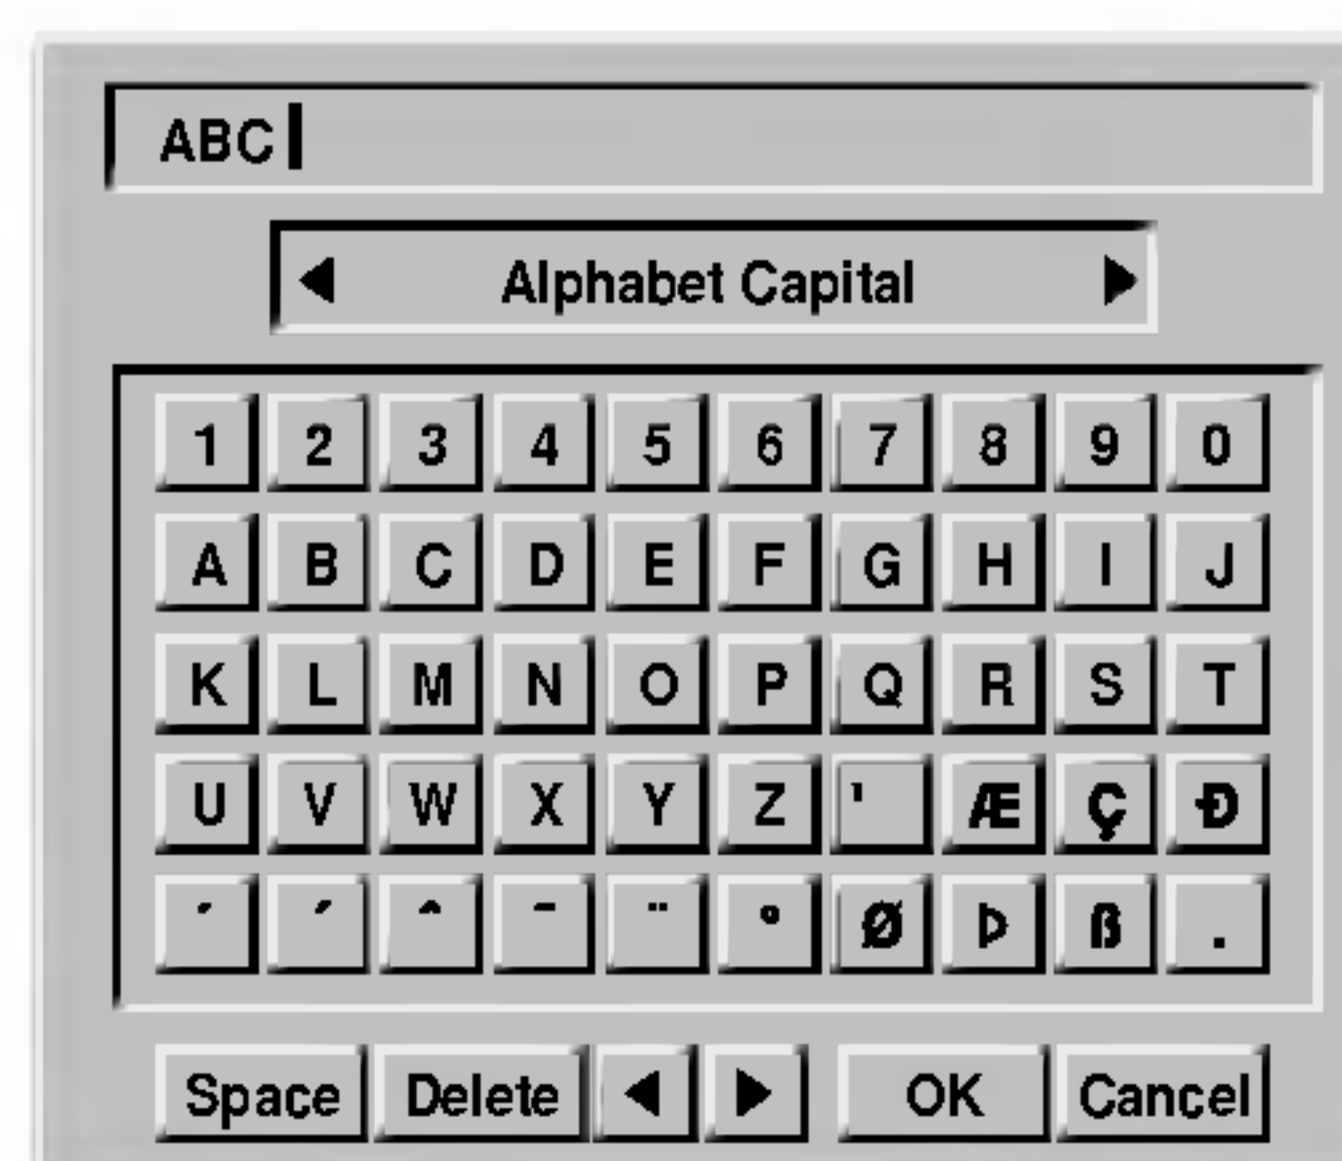 ABC
◀ Alphabet Capital ▶
1 2 3 4 5 6 7 8 9 0
A B C D E F G H I J
K L M N O P Q R S T
U V W X Y Z ' Æ Ç Ð
´ ´ ˆ ˉ ¨ ° Ø Þ ß .
Space Delete ◀ ▶ OK Cancel